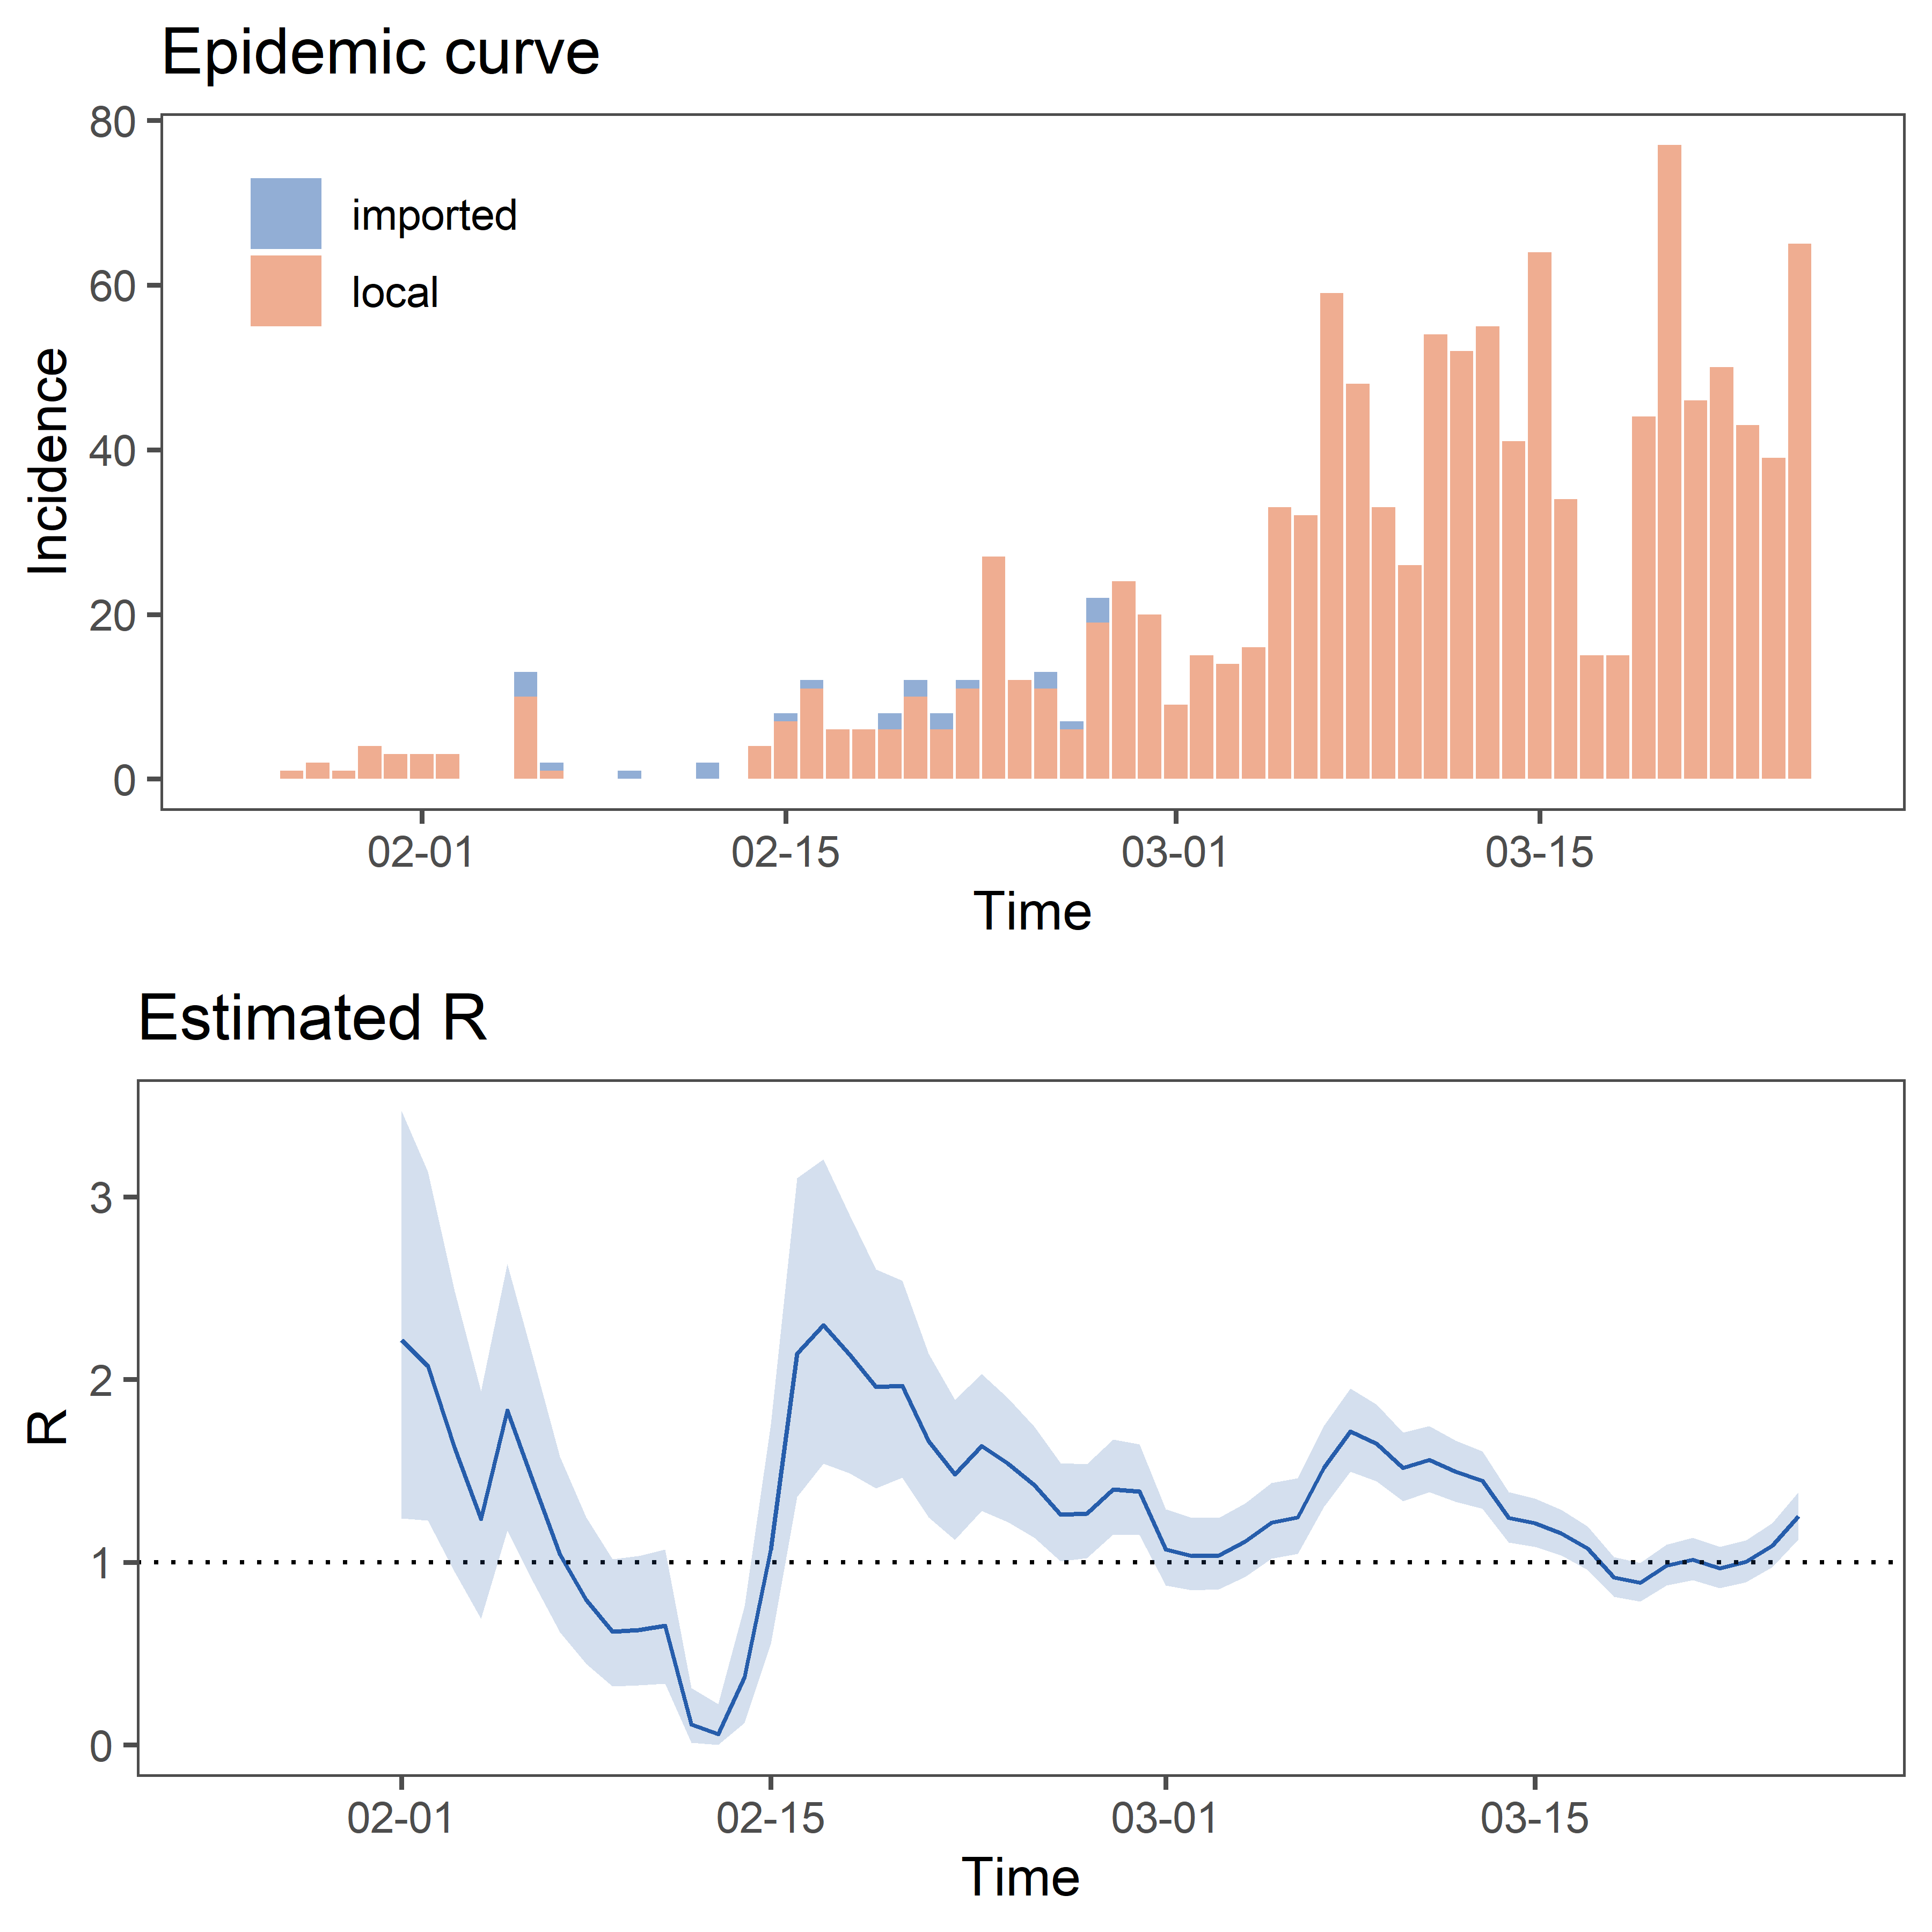 Epidemic curve
80
60
40
20
0
Incidence
imported
local
02-01 02-15 03-01 03-15
Time
Estimated R
3
2
1
0
R
02-01 02-15 03-01 03-15
Time